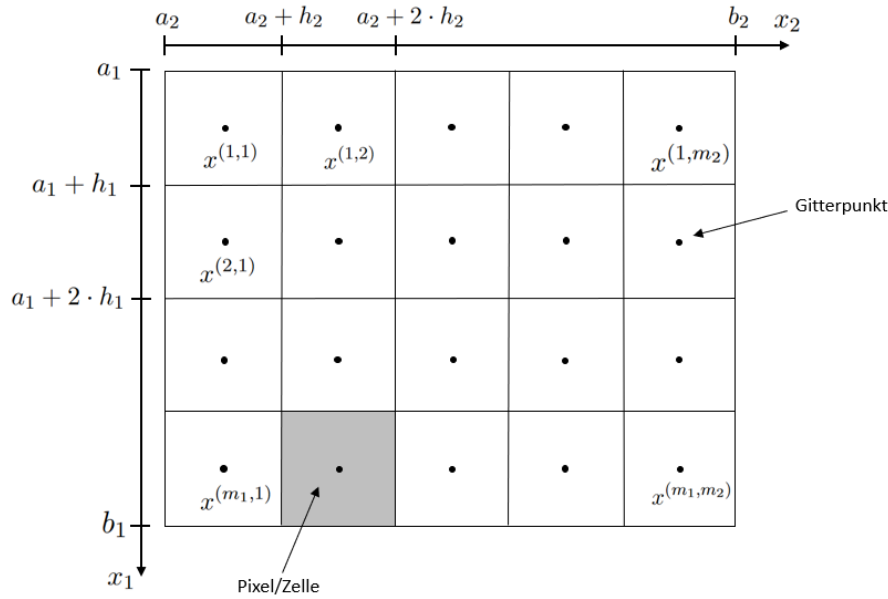 a₂ a₂ + h₂ a₂ + 2 · h₂ b₂ x₂
a₁
x⁽¹,¹⁾ x⁽¹,²⁾ x⁽¹,ᵐ²⁾
a₁ + h₁
Gitterpunkt
x⁽²,¹⁾
a₁ + 2 · h₁
x⁽ᵐ¹,¹⁾ x⁽ᵐ¹,ᵐ²⁾
b₁
x₁
Pixel/Zelle